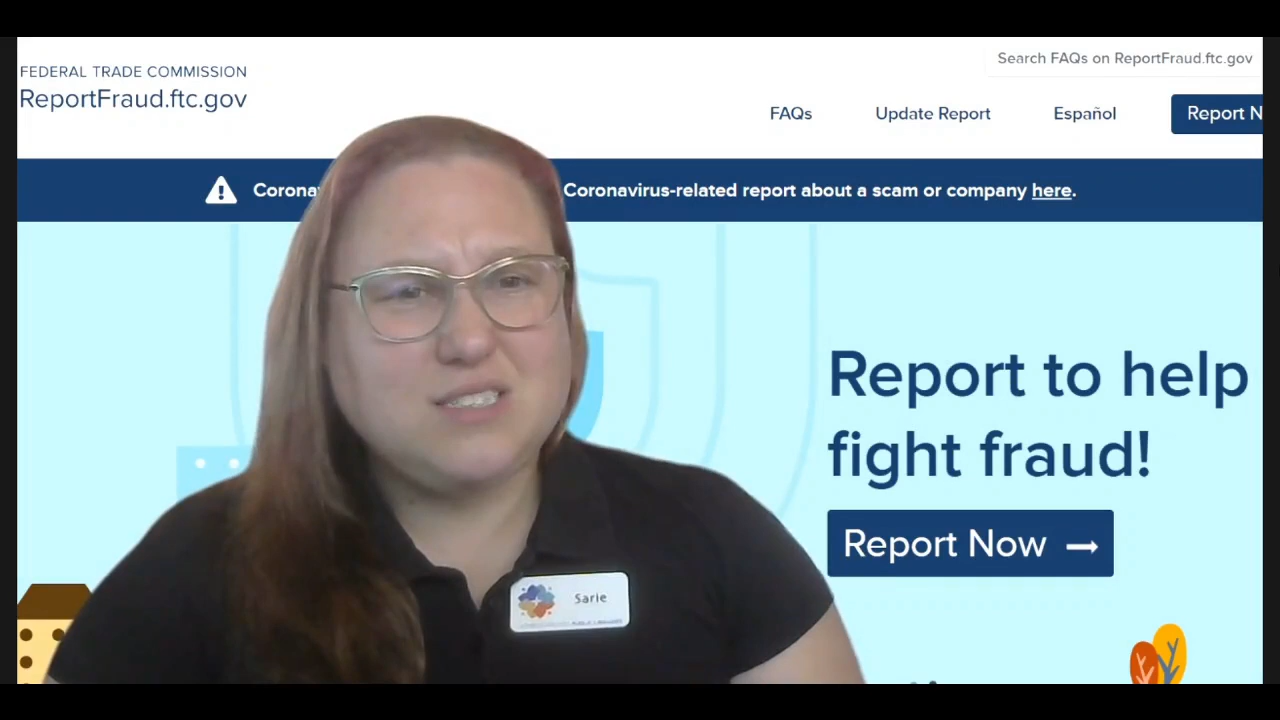 FEDERAL TRADE COMMISSION
ReportFraud.ftc.gov
Search FAQs on ReportFraud.ftc.gov
FAQs
Update Report
Español
Report N
Corona
Coronavirus-related report about a scam or company here.
Report to help
fight fraud!
Report Now
Sarie